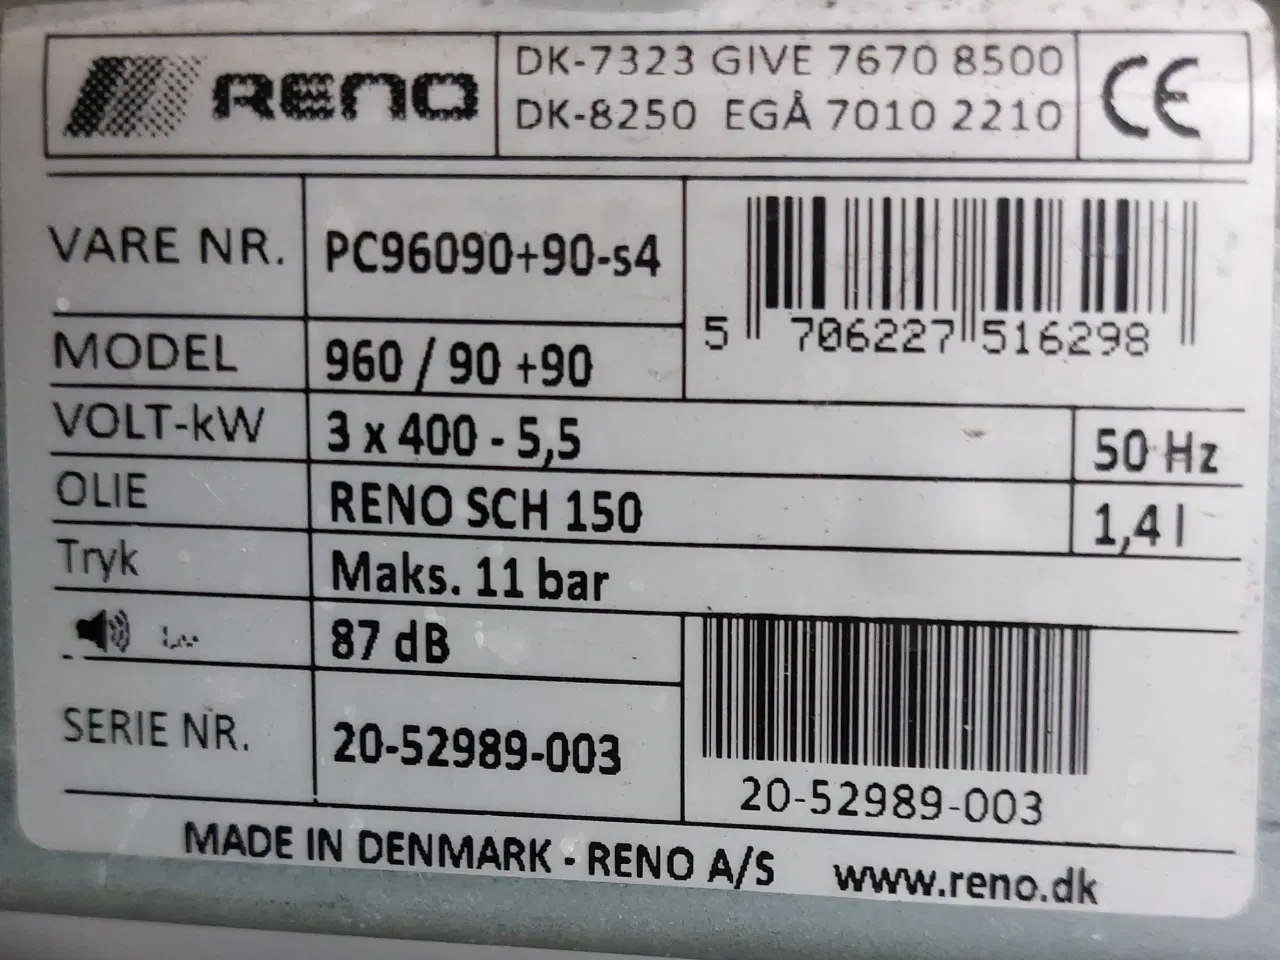 RENO
DK-7323 GIVE 7670 8500
DK-8250 EGÅ 7010 2210
CE
VARE NR. PC96090+90-s4
5 706227 516298
MODEL 960 / 90 +90
VOLT-kW 3 x 400 - 5,5 50 Hz
OLIE RENO SCH 150 1,4 l
Tryk Maks. 11 bar
87 dB
SERIE NR. 20-52989-003
20-52989-003
MADE IN DENMARK - RENO A/S www.reno.dk